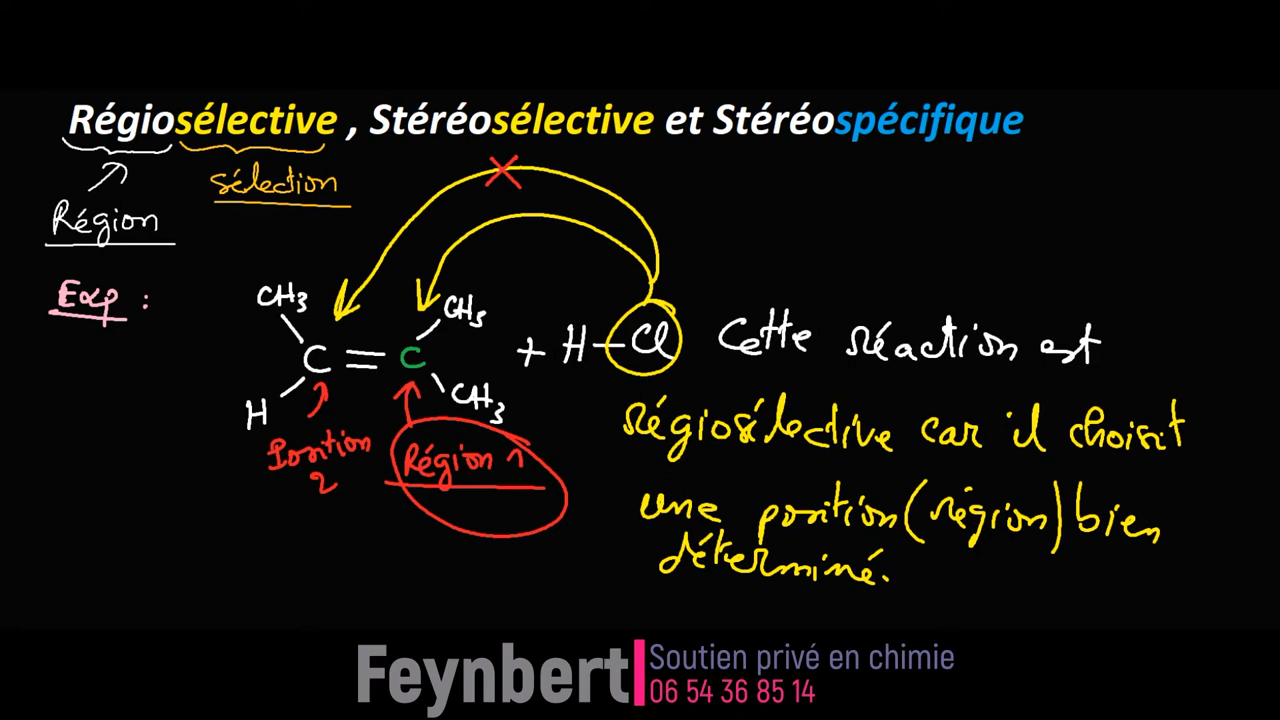 Régiosélective , Stéréosélective et Stéréospécifique
sélection
Région
Exp :
CH3
CH3
C = C
+ H-Cl
H
CH3
Position
2
Région 1
Cette réaction est
régiosélective car il choisit
une position (région) bien
déterminé.
Feynbert
Soutien privé en chimie
06 54 36 85 14